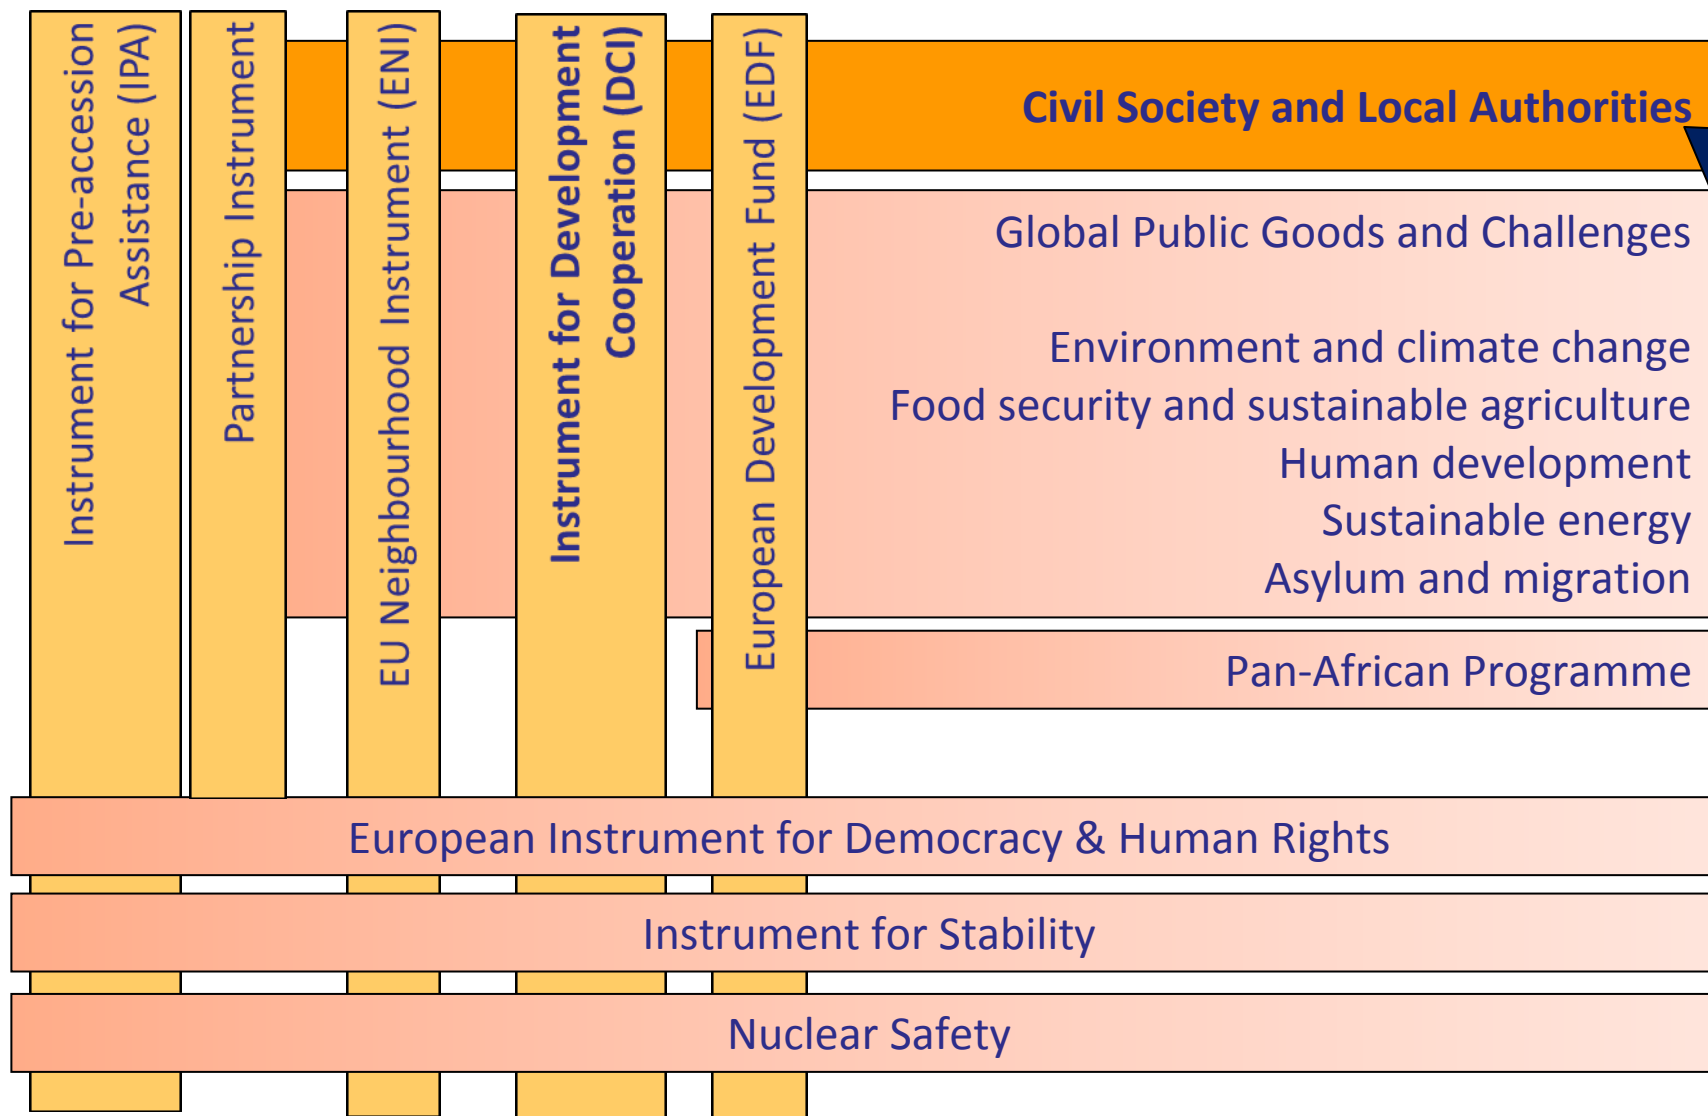 Instrument for Pre-accession
Assistance (IPA)
Partnership Instrument
EU Neighbourhood Instrument (ENI)
Instrument for Development
Cooperation (DCI)
European Development Fund (EDF)
Civil Society and Local Authorities
Global Public Goods and Challenges
Environment and climate change
Food security and sustainable agriculture
Human development
Sustainable energy
Asylum and migration
Pan-African Programme
European Instrument for Democracy & Human Rights
Instrument for Stability
Nuclear Safety